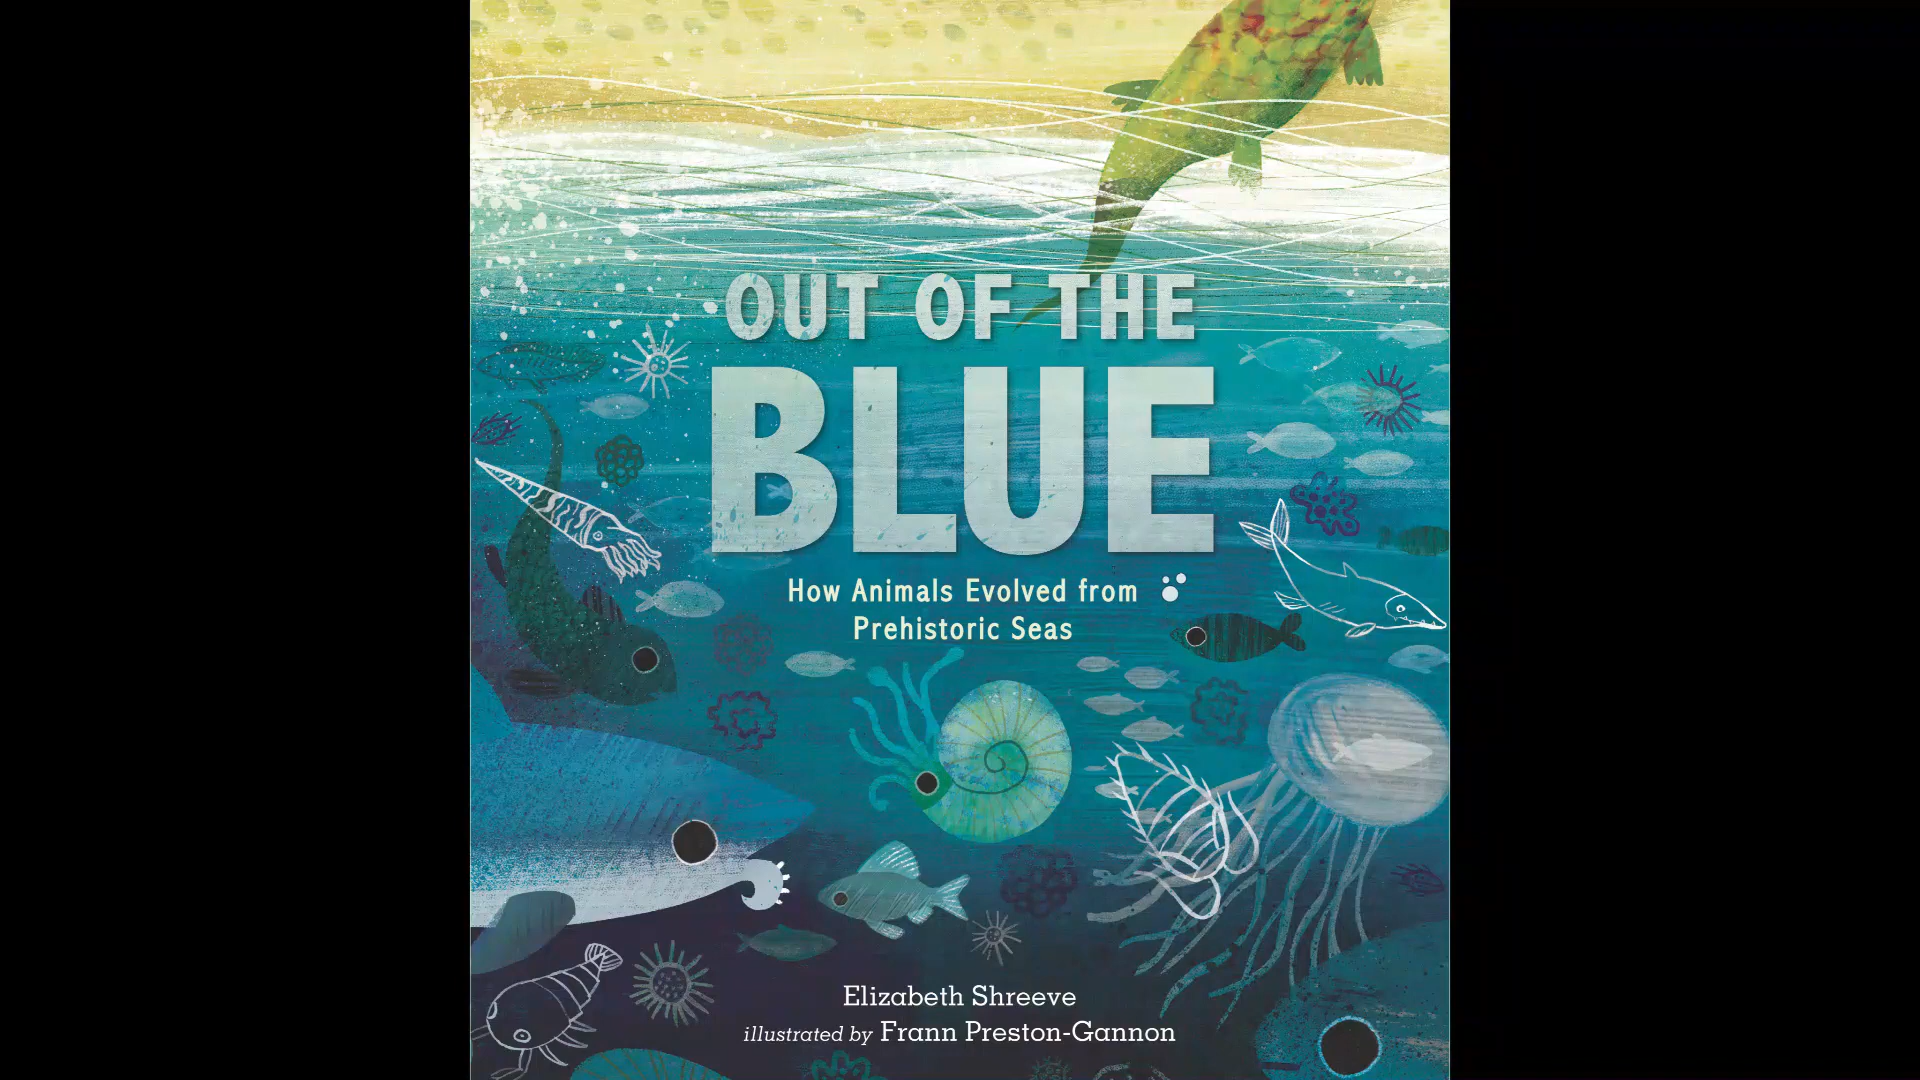 OUT OF THE
BLUE
How Animals Evolved from
Prehistoric Seas
Elizabeth Shreeve
illustrated by Frann Preston-Gannon